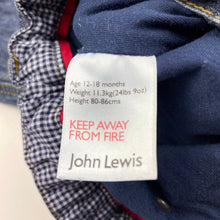 Age 12-18 months
Weight 11.3kg(24lbs 9oz)
Height 80-86cms
KEEP AWAY
FROM FIRE
John Lewis